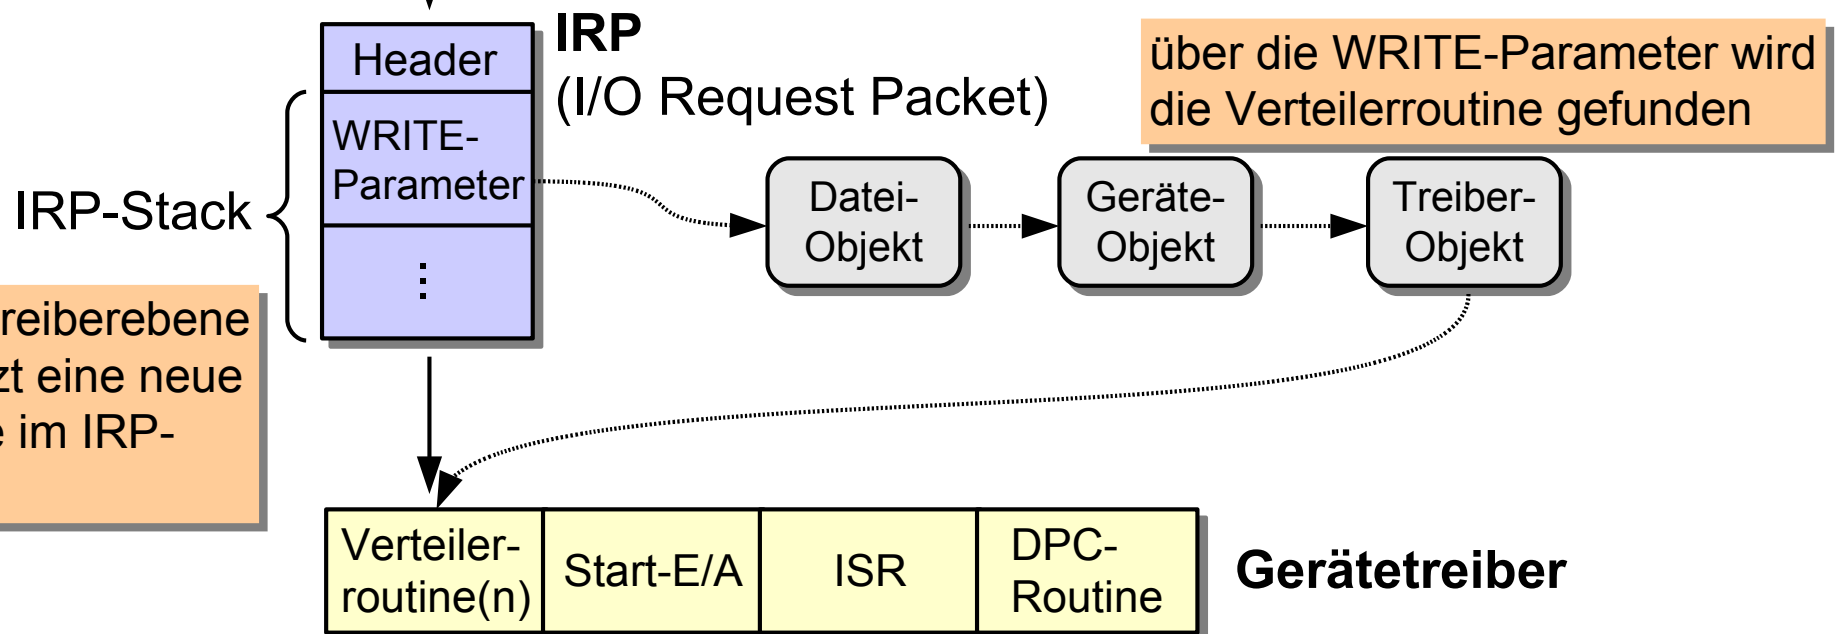 IRP
Header
(I/O Request Packet)
über die WRITE-Parameter wird
die Verteilerroutine gefunden
WRITE-
Parameter
IRP-Stack
⋮
Datei-
Objekt
Geräte-
Objekt
Treiber-
Objekt
reiberebene
zt eine neue
e im IRP-
Verteiler-
routine(n)
Start-E/A
ISR
DPC-
Routine
Gerätetreiber